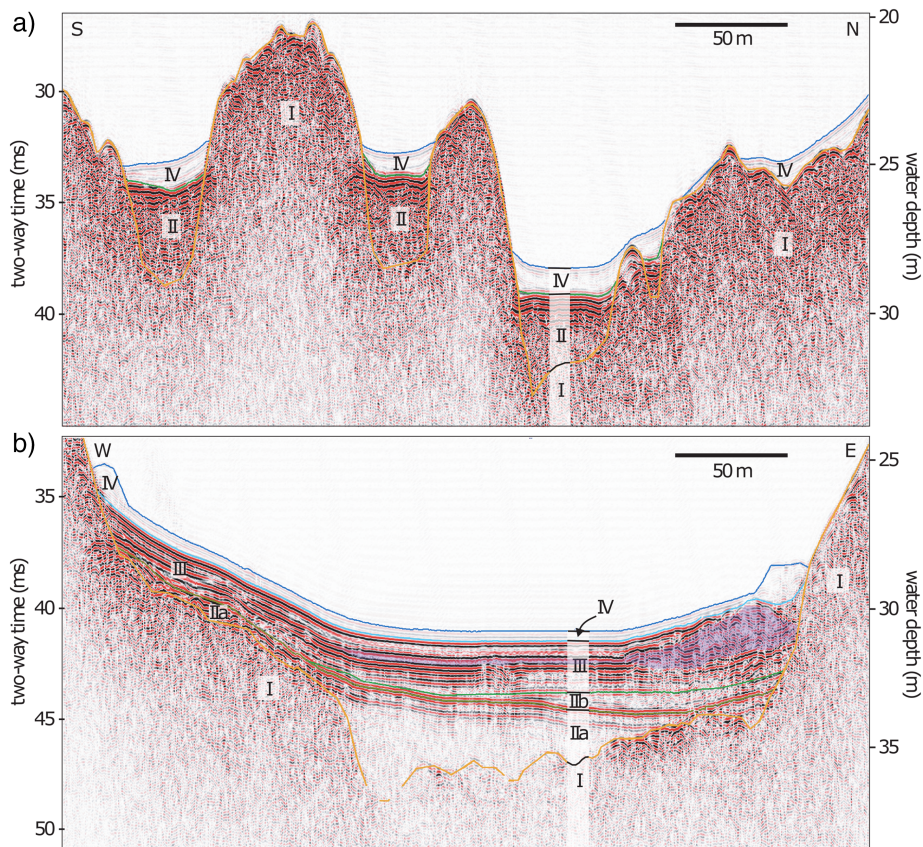 a)
S
50 m
N
20
30
I
IV
IV
IV
25
II
II
I
35
two-way time (ms)
water depth (m)
IV
30
40
II
I
b)
W
50 m
E
25
35
IV
III
I
IIa
IV
40
30
two-way time (ms)
water depth (m)
III
I
IIb
45
IIa
35
I
50